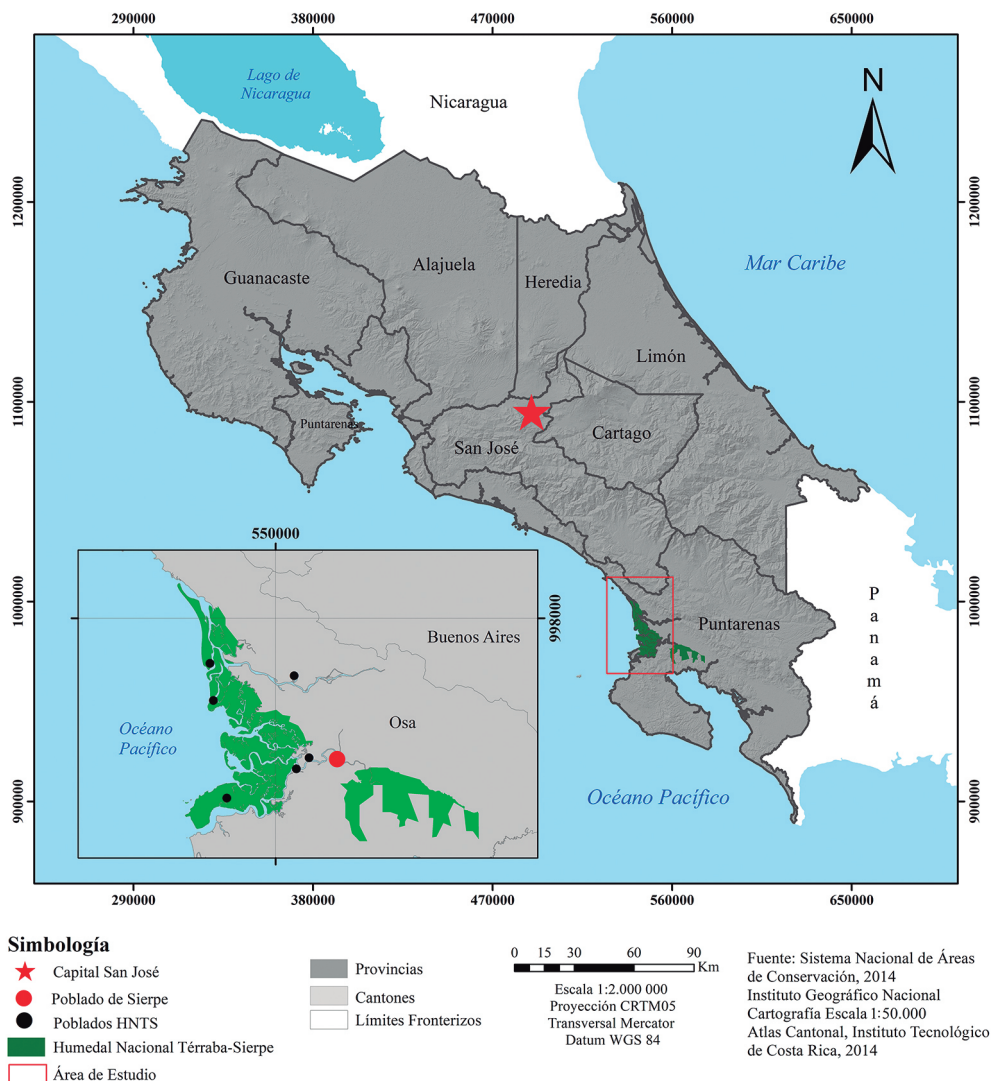 290000
380000
470000
560000
650000
Lago de
Nicaragua
Nicaragua
N
1200000
1200000
Mar Caribe
Guanacaste
Alajuela
Heredia
Limón
1100000
1100000
Puntarenas
San José
Cartago
550000
1000000
1000000
998000
Buenos Aires
Puntarenas
Panamá
Océano
Pacífico
Osa
Océano Pacífico
900000
900000
290000
380000
470000
560000
650000
Simbología
Capital San José
Poblado de Sierpe
Poblados HNTS
Humedal Nacional Térraba-Sierpe
Área de Estudio
Provincias
Cantones
Límites Fronterizos
0 15 30 60 90
Km
Escala 1:2.000 000
Proyección CRTM05
Transversal Mercator
Datum WGS 84
Fuente: Sistema Nacional de Áreas
de Conservación, 2014
Instituto Geográfico Nacional
Cartografía Escala 1:50.000
Atlas Cantonal, Instituto Tecnológico
de Costa Rica, 2014